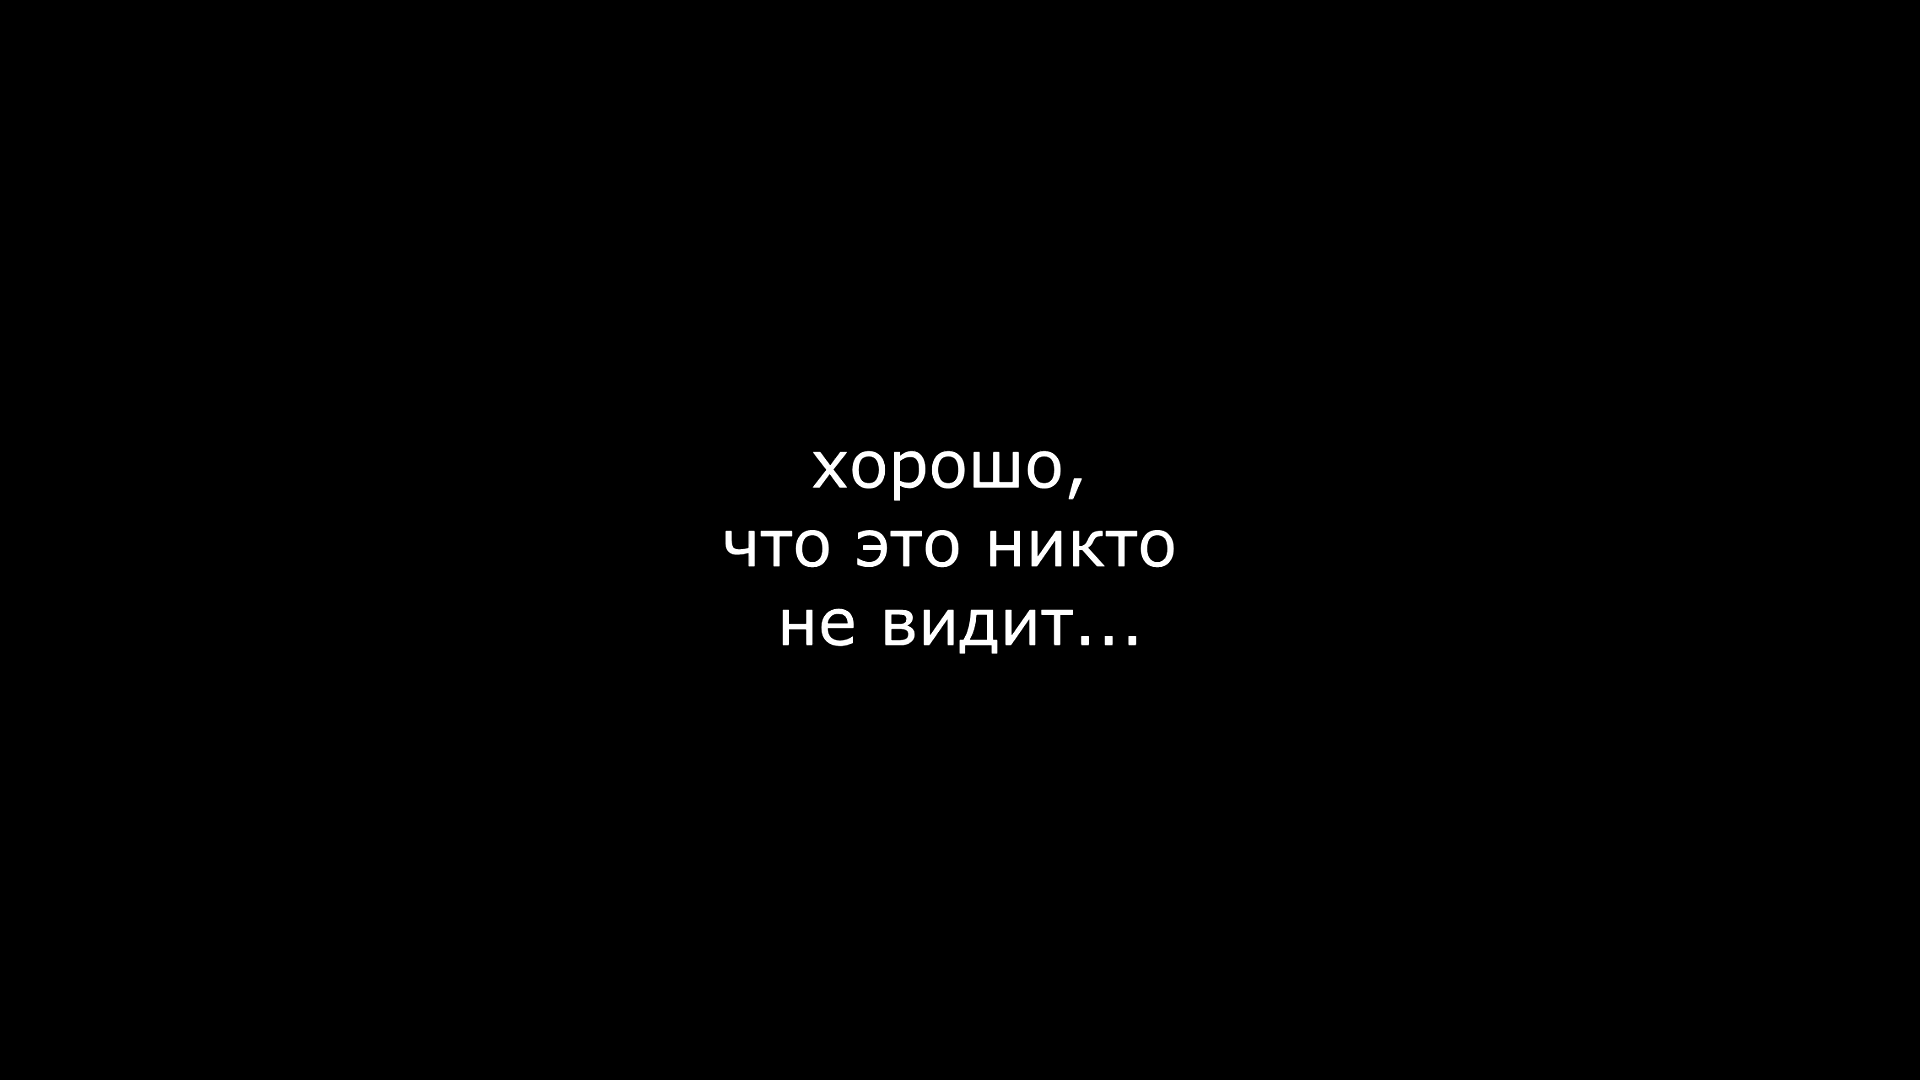 хорошо,
что это никто
не видит...